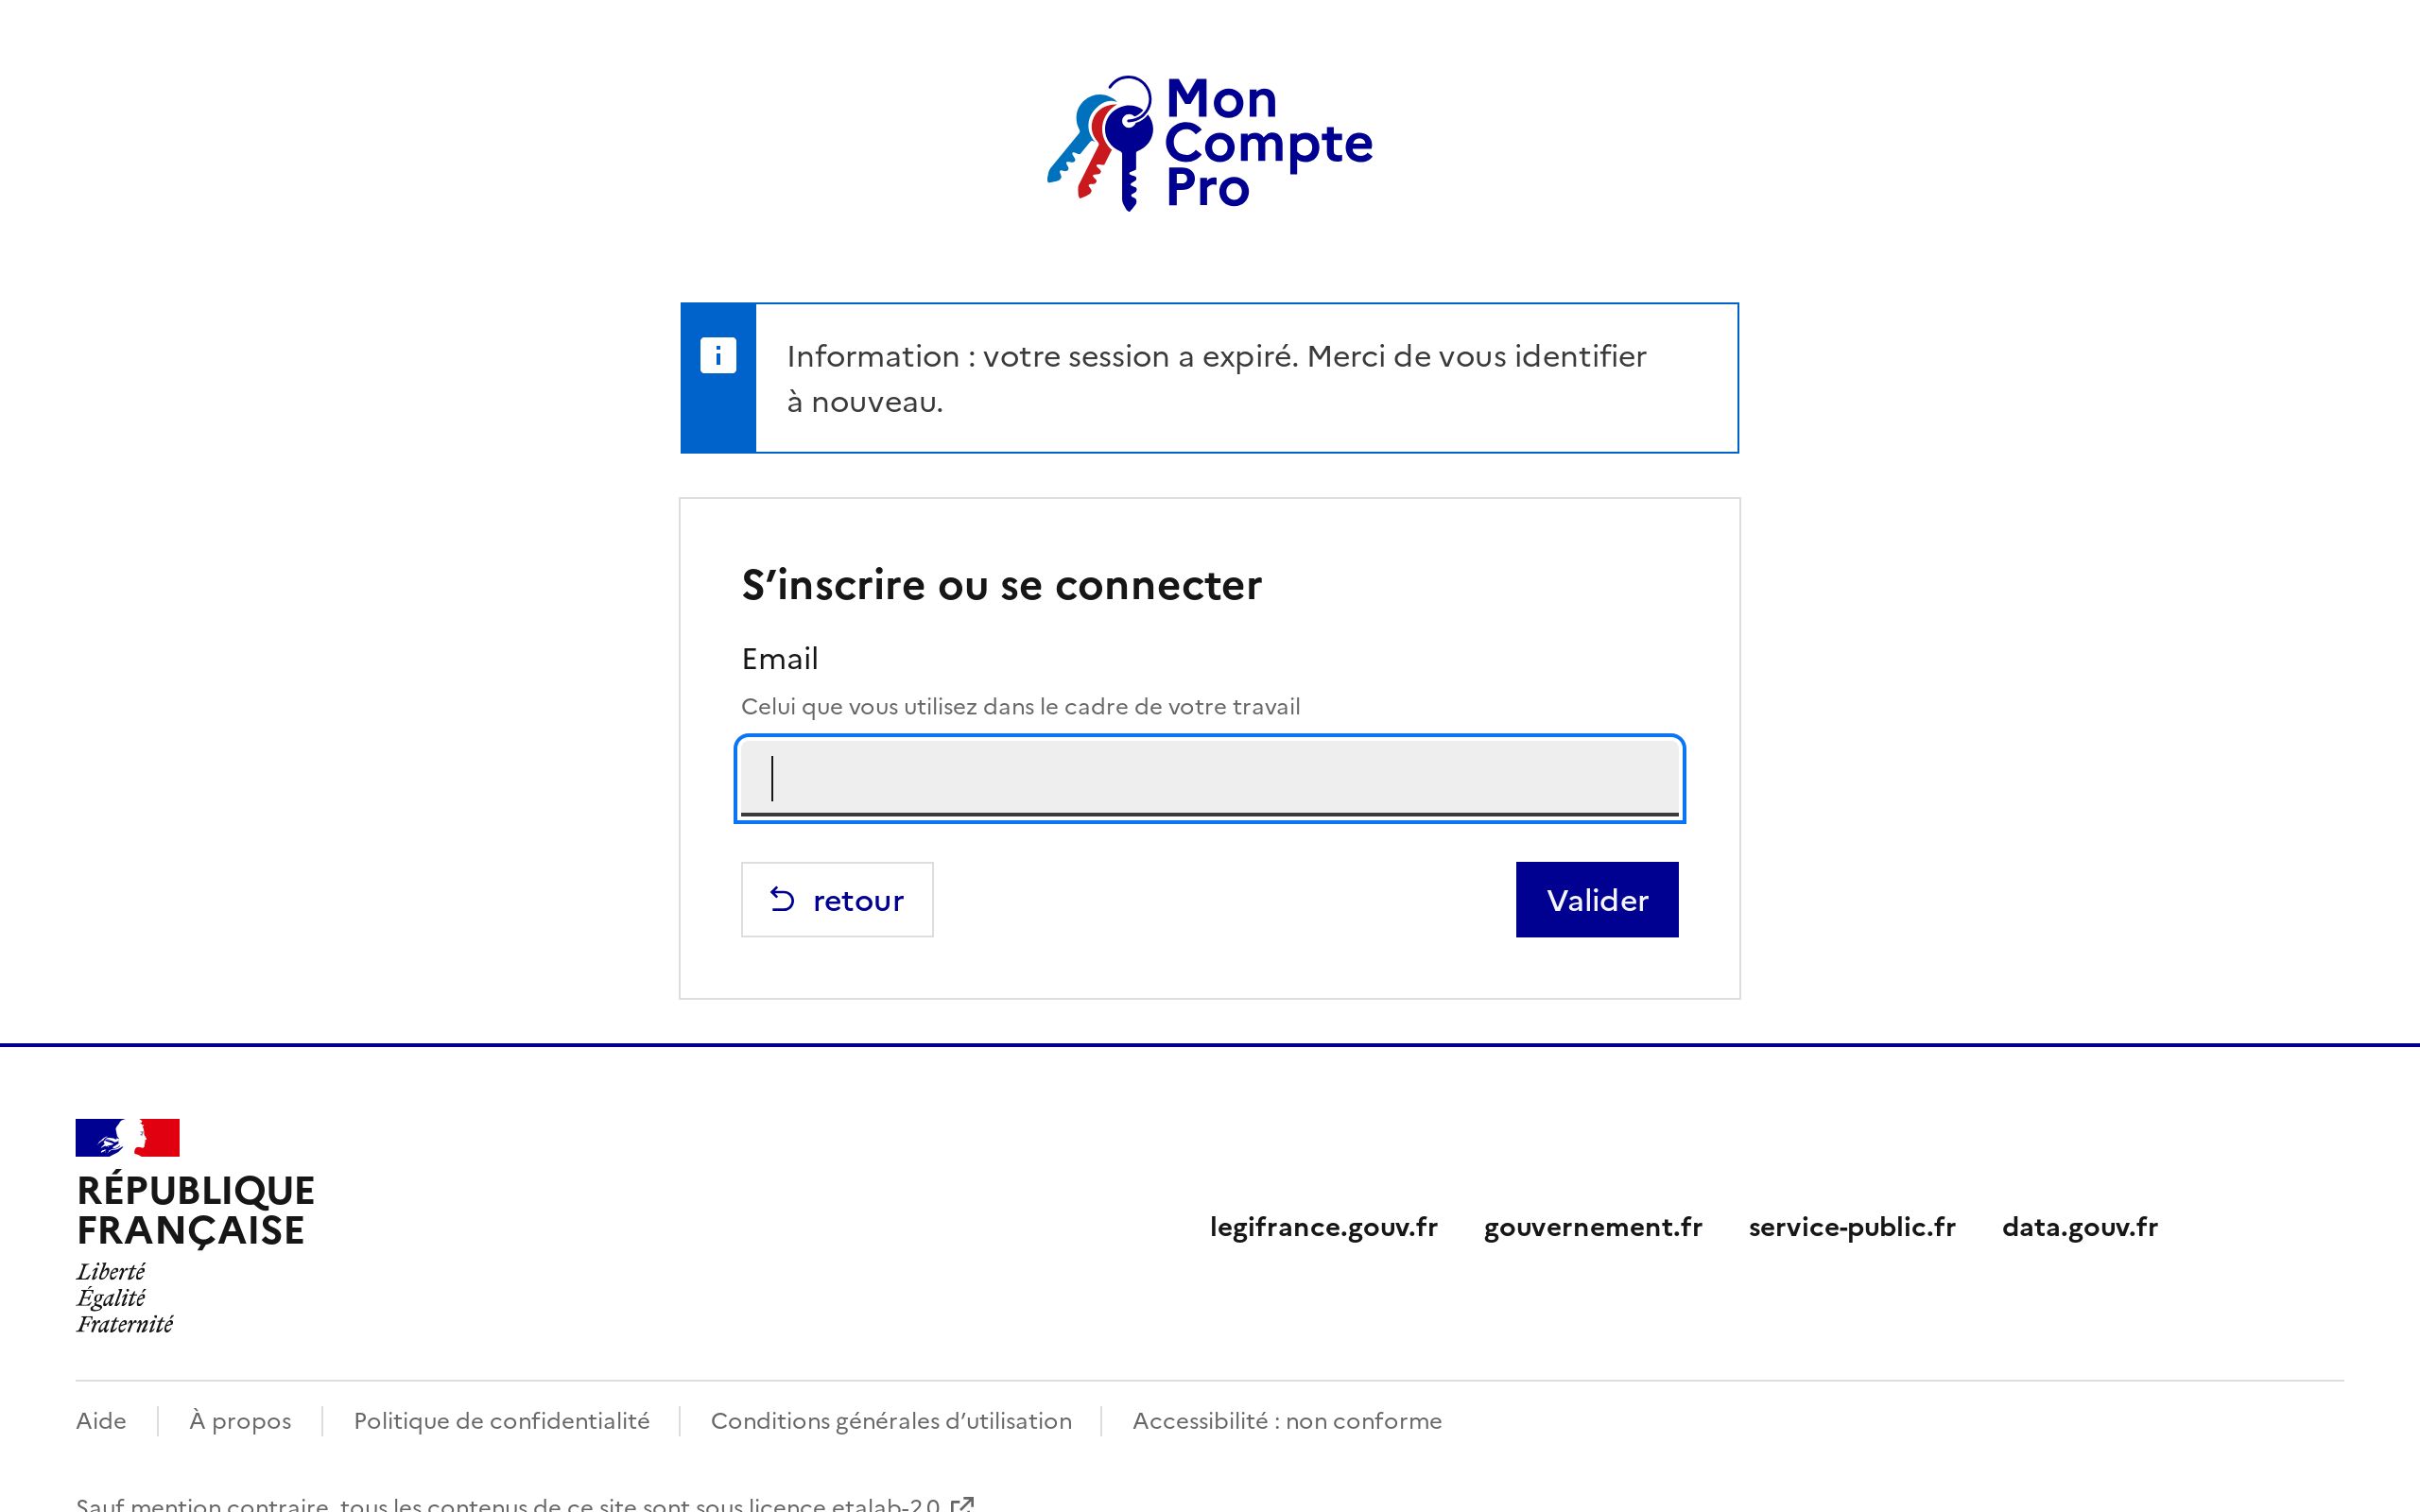 Mon
Compte
Pro
Information : votre session a expiré. Merci de vous identifier
à nouveau.
S’inscrire ou se connecter
Email
Celui que vous utilisez dans le cadre de votre travail
retour
Valider
RÉPUBLIQUE
FRANÇAISE
Liberté
Égalité
Fraternité
legifrance.gouv.fr gouvernement.fr service-public.fr data.gouv.fr
Aide À propos Politique de confidentialité Conditions générales d’utilisation Accessibilité : non conforme
Sauf mention contraire, tous les contenus de ce site sont sous licence etalab-2.0